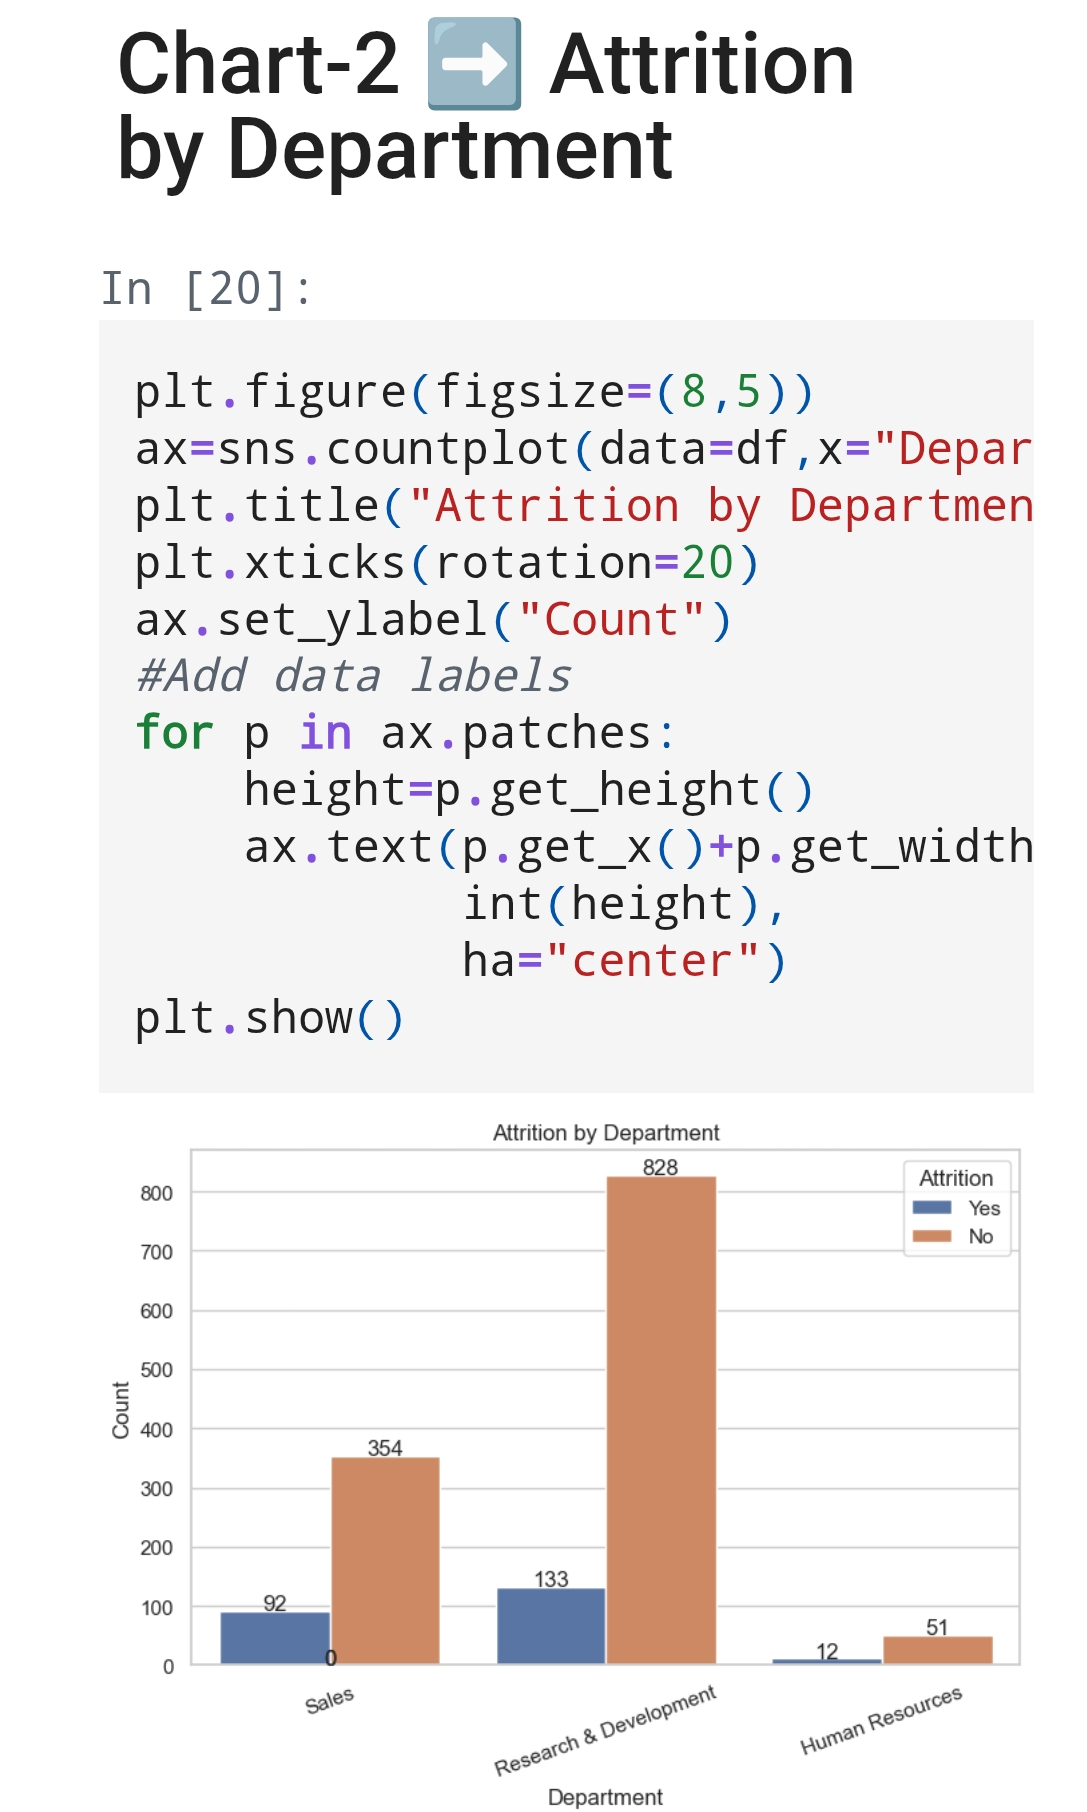 Chart-2 ➡️ Attrition
by Department
In [20]:
plt.figure(figsize=(8,5))
ax=sns.countplot(data=df,x="Depar
plt.title("Attrition by Departmen
plt.xticks(rotation=20)
ax.set_ylabel("Count")
#Add data labels
for p in ax.patches:
    height=p.get_height()
    ax.text(p.get_x()+p.get_width
            int(height),
            ha="center")
plt.show()
Attrition by Department
828
Attrition
Yes
No
800
700
600
500
400
300
200
100
0
Count
354
92
0
133
12
51
Sales
Research & Development
Human Resources
Department